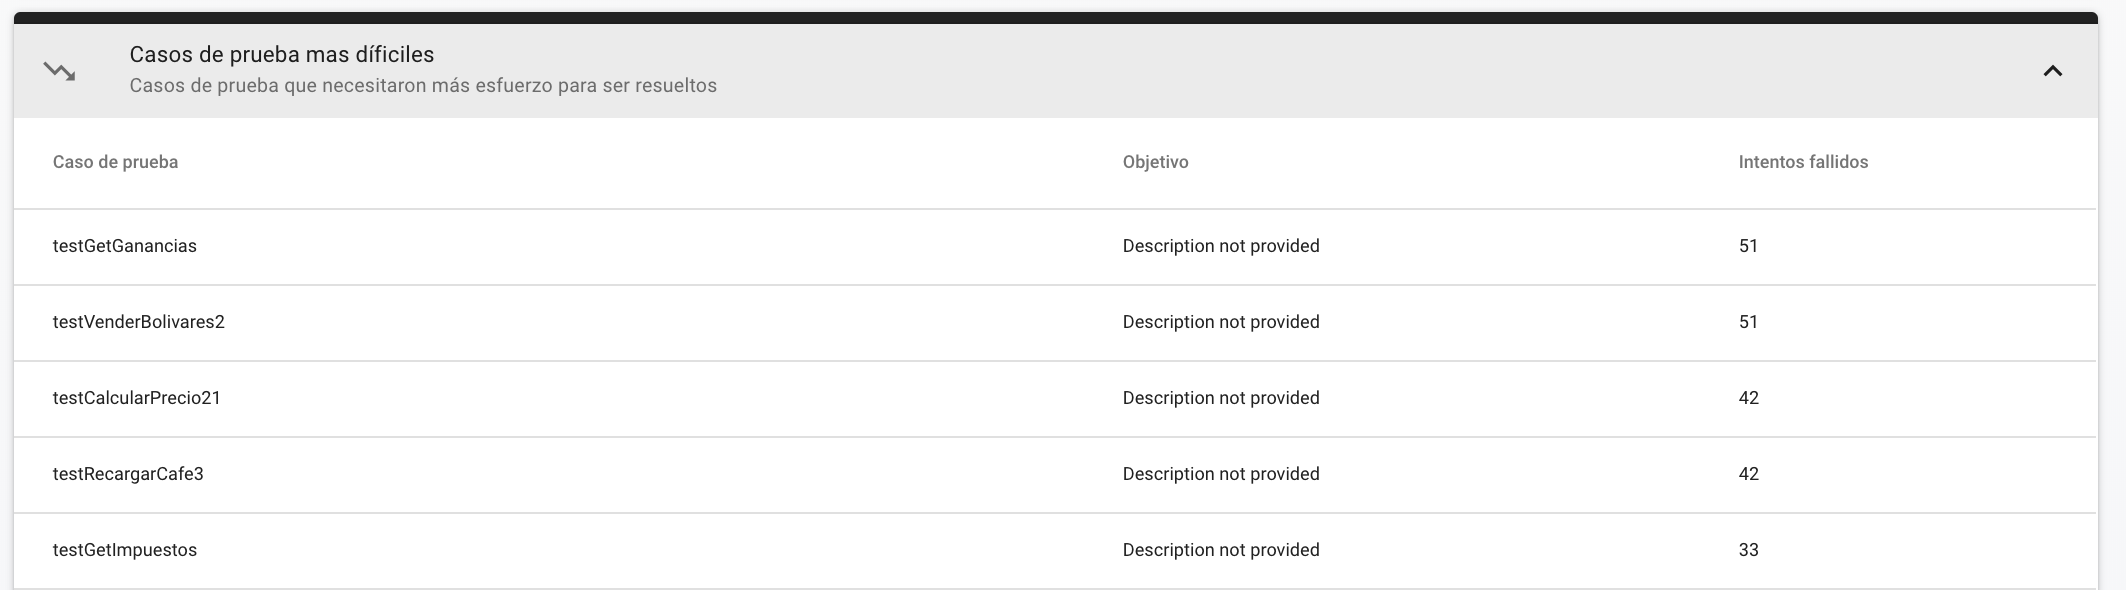 Casos de prueba mas díficiles
Casos de prueba que necesitaron más esfuerzo para ser resueltos
Caso de prueba Objetivo Intentos fallidos
testGetGanancias Description not provided 51
testVenderBolivares2 Description not provided 51
testCalcularPrecio21 Description not provided 42
testRecargarCafe3 Description not provided 42
testGetImpuestos Description not provided 33